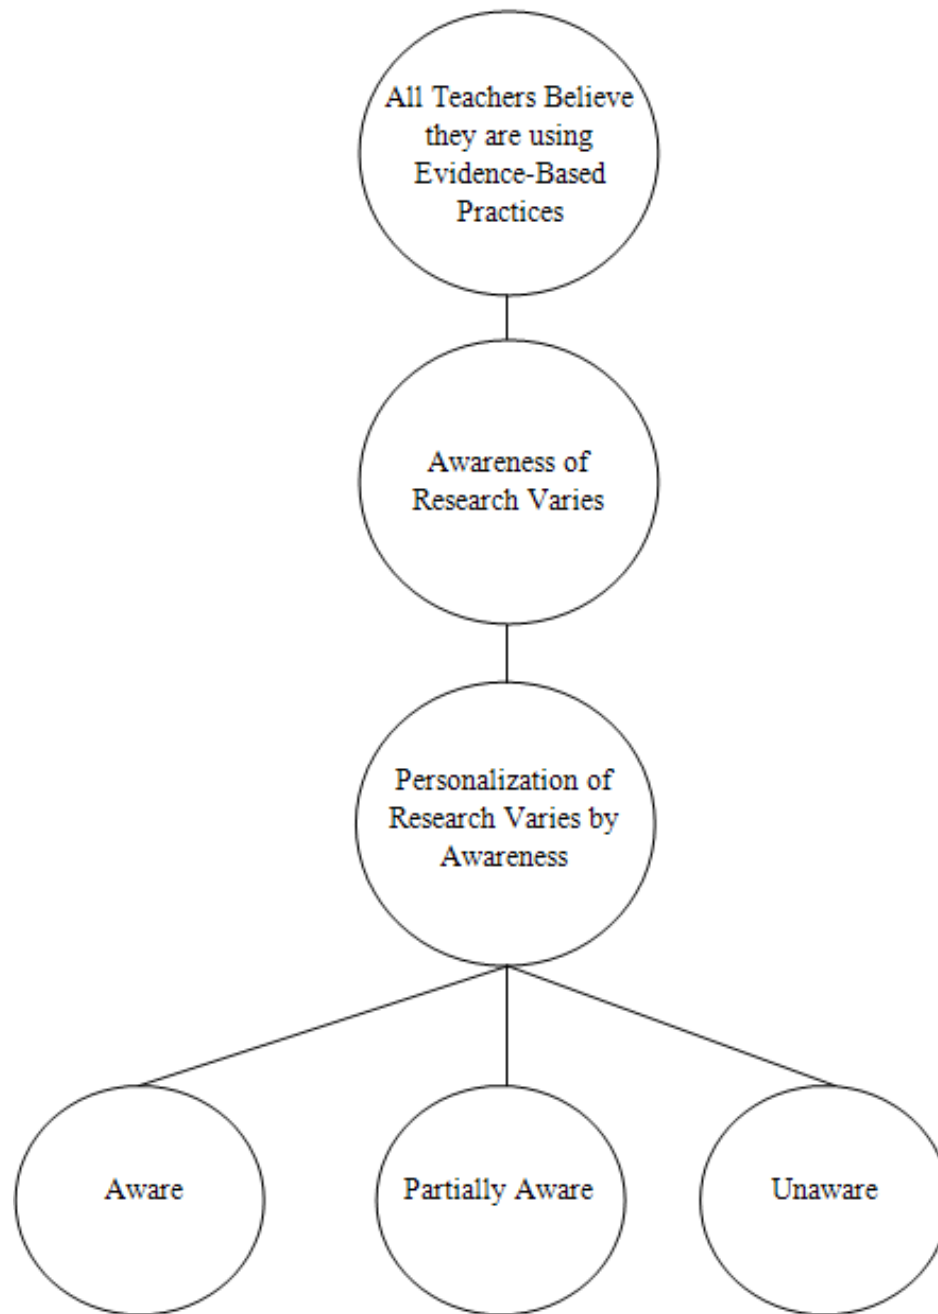 All Teachers Believe
they are using
Evidence-Based
Practices
Awareness of
Research Varies
Personalization of
Research Varies by
Awareness
Aware
Partially Aware
Unaware